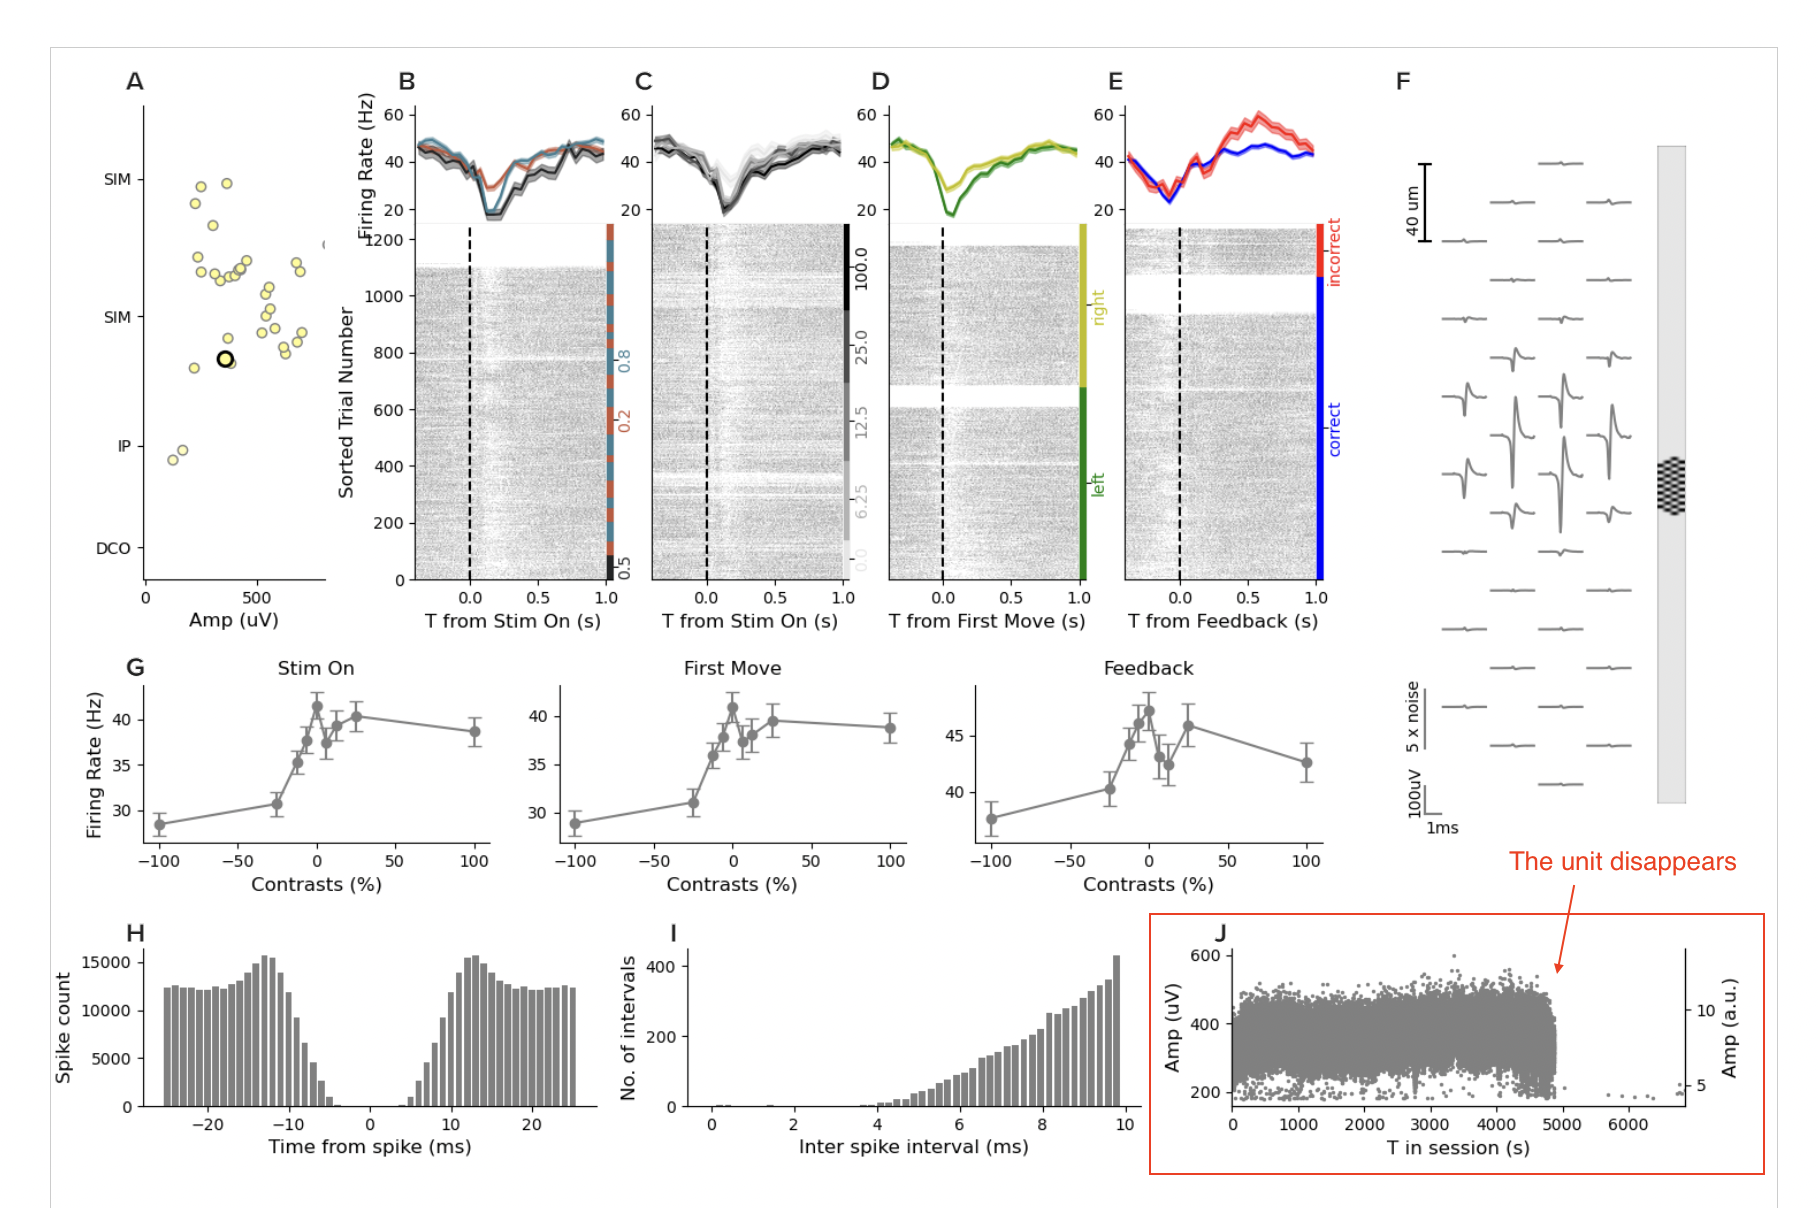 A
SIM
SIM
IP
DCO
0 500
Amp (uV)
B
Firing Rate (Hz)
60
40
20
Sorted Trial Number
1200
1000
800
600
400
200
0
0.8
0.2
0.5
0.0 0.5 1.0
T from Stim On (s)
C
60
40
20
100.0
25.0
12.5
6.25
0.0
0.0 0.5 1.0
T from Stim On (s)
D
60
40
20
right
left
0.0 0.5 1.0
T from First Move (s)
E
60
40
20
incorrect
correct
0.0 0.5 1.0
T from Feedback (s)
F
40 um
5 x noise
100uV
1ms
G
Stim On
Firing Rate (Hz)
40
35
30
−100 −50 0 50 100
Contrasts (%)
First Move
40
35
30
−100 −50 0 50 100
Contrasts (%)
Feedback
45
40
−100 −50 0 50 100
Contrasts (%)
The unit disappears
H
Spike count
15000
10000
5000
0
−20 −10 0 10 20
Time from spike (ms)
I
No. of intervals
400
200
0
0 2 4 6 8 10
Inter spike interval (ms)
J
Amp (uV)
600
400
200
10
5
Amp (a.u.)
0 1000 2000 3000 4000 5000 6000
T in session (s)